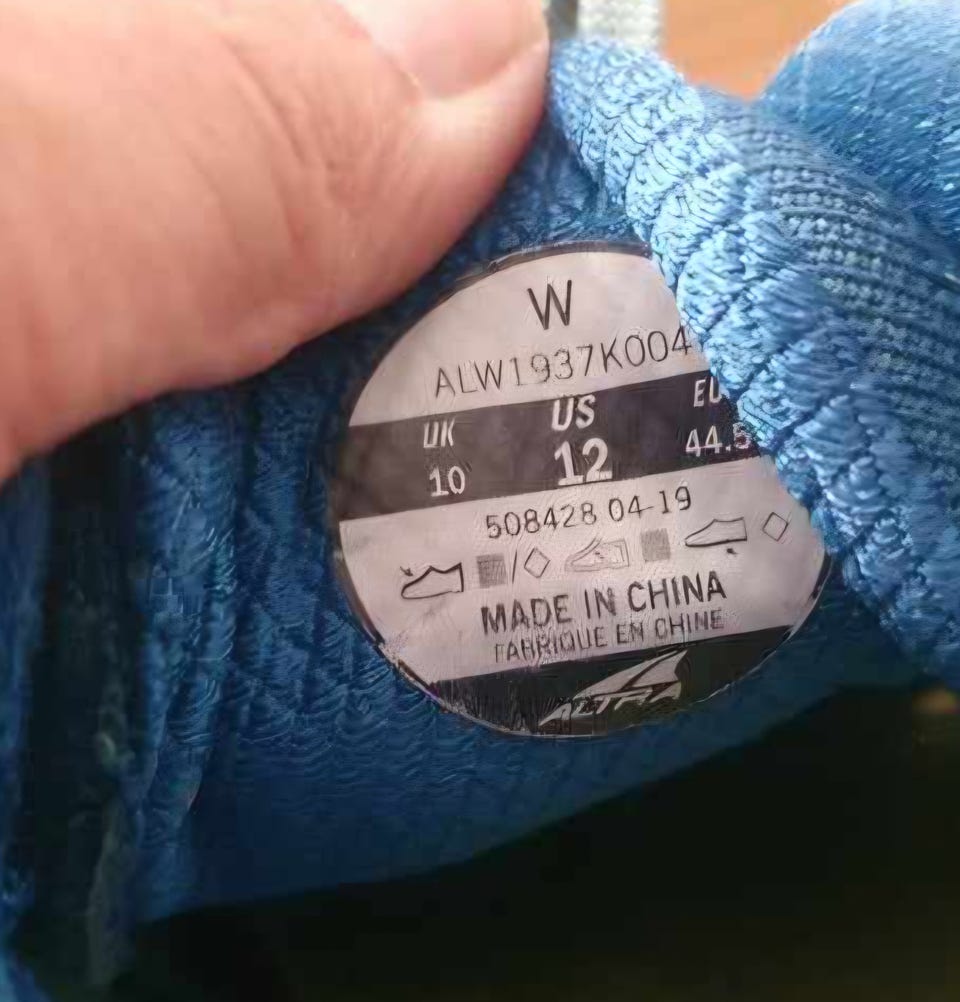 W
ALW1937K004
UK US EU
10 12 44.5
508428 04-19
MADE IN CHINA
FABRIQUE EN CHINE
ALTRA